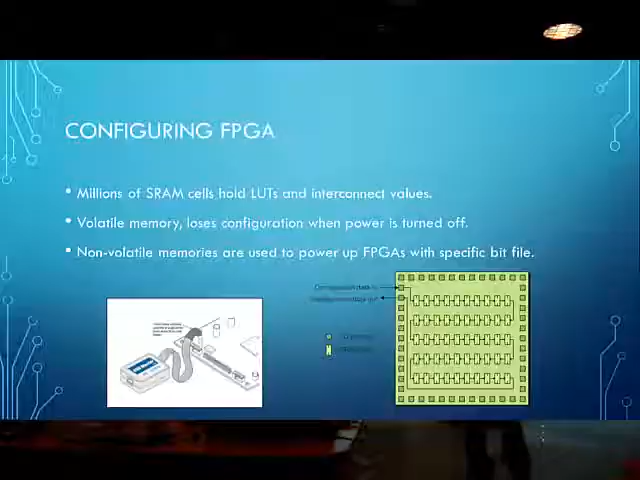 CONFIGURING FPGA
• Millions of SRAM cells hold LUTs and interconnect values.
• Volatile memory, loses configuration when power is turned off.
• Non-volatile memories are used to power up FPGAs with specific bit file.